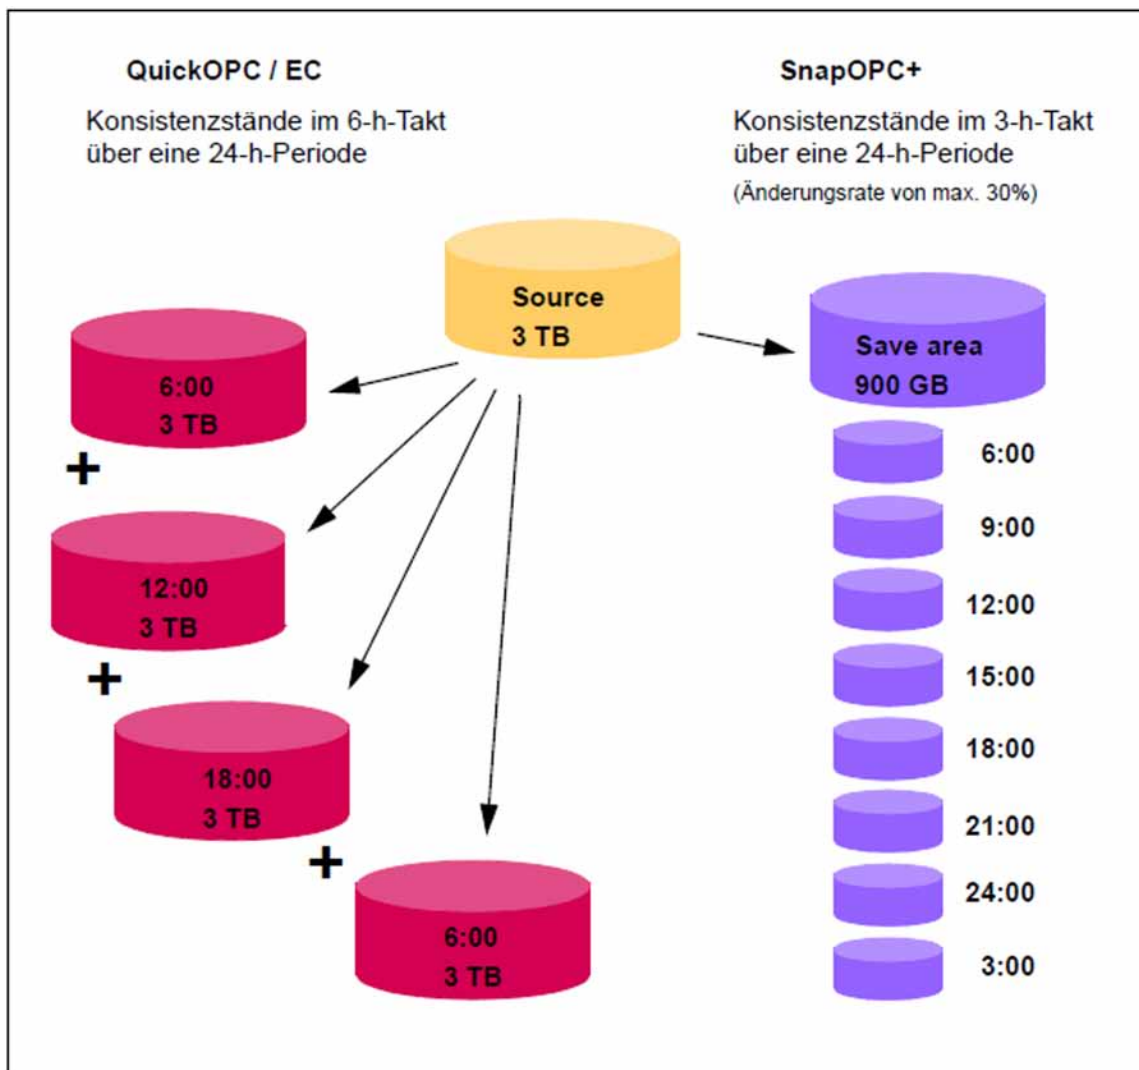 QuickOPC / EC
Konsistenzstände im 6-h-Takt
über eine 24-h-Periode
SnapOPC+
Konsistenzstände im 3-h-Takt
über eine 24-h-Periode
(Änderungsrate von max. 30%)
Source
3 TB
6:00
3 TB
+
12:00
3 TB
+
18:00
3 TB
+
6:00
3 TB
Save area
900 GB
6:00
9:00
12:00
15:00
18:00
21:00
24:00
3:00